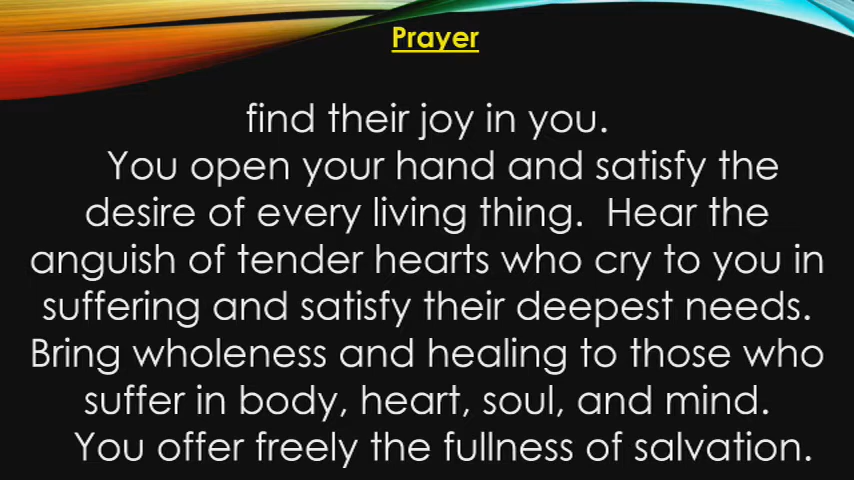 Prayer
find their joy in you.
You open your hand and satisfy the
desire of every living thing.  Hear the
anguish of tender hearts who cry to you in
suffering and satisfy their deepest needs.
Bring wholeness and healing to those who
suffer in body, heart, soul, and mind.
You offer freely the fullness of salvation.